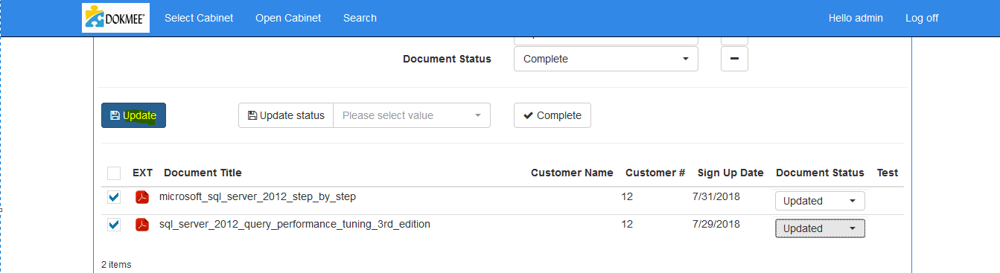 DOKMEE® Select Cabinet Open Cabinet Search Hello admin Log off
Document Status Complete
Update Update status Please select value Complete
EXT Document Title Customer Name Customer # Sign Up Date Document Status Test
microsoft_sql_server_2012_step_by_step 12 7/31/2018 Updated
sql_server_2012_query_performance_tuning_3rd_edition 12 7/29/2018 Updated
2 items